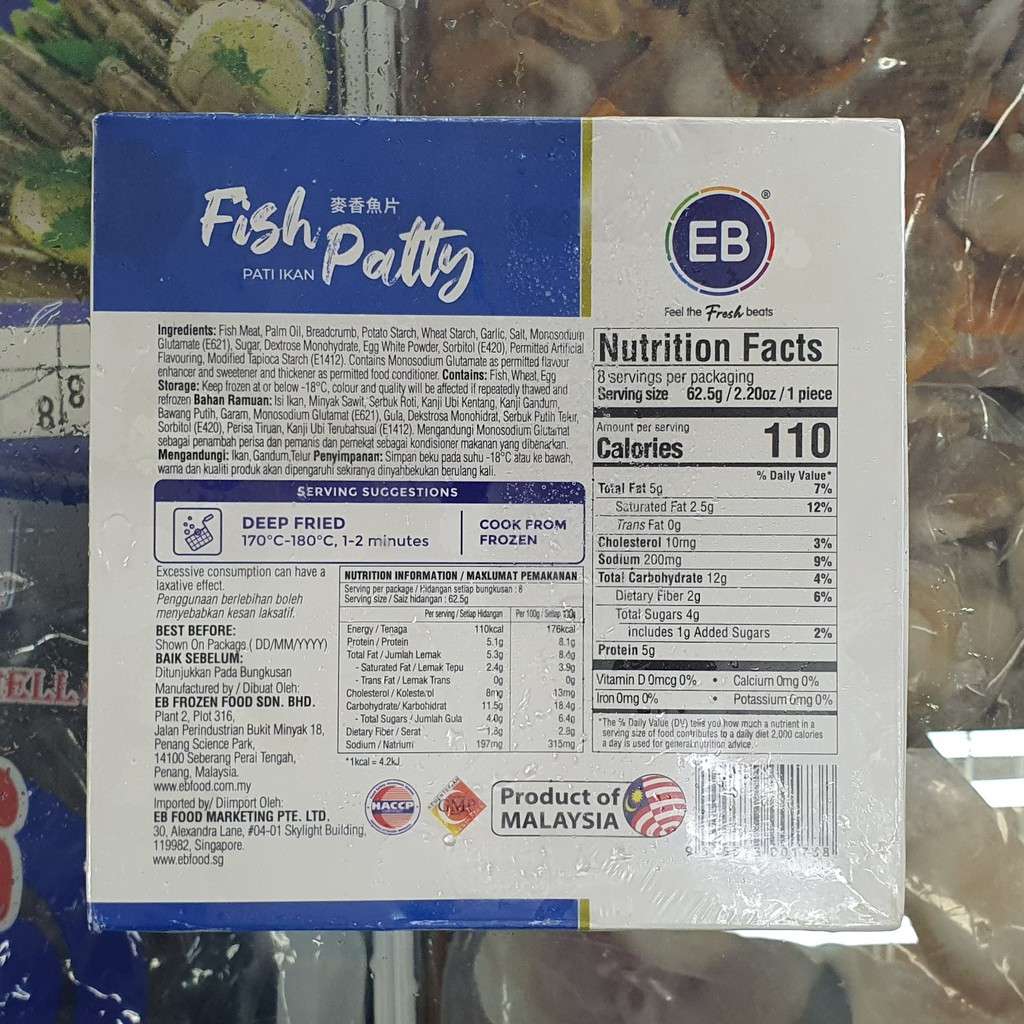 Fish
麥香魚片
PATI IKAN
Patty
EB
®
Feel the Fresh beats
Ingredients: Fish Meat, Palm Oil, Breadcrumb, Potato Starch, Wheat Starch, Garlic, Salt, Monosodium
Glutamate (E621), Sugar, Dextrose Monohydrate, Egg White Powder, Sorbitol (E420), Permitted Artificial
Flavouring, Modified Tapioca Starch (E1412). Contains Monosodium Glutamate as permitted flavour
enhancer and sweetener and thickener as permitted food conditioner. Contains: Fish, Wheat, Egg
Storage: Keep frozen at or below -18°C, colour and quality will be affected if repeatedly thawed and
refrozen Bahan Ramuan: Isi Ikan, Minyak Sawit, Serbuk Roti, Kanji Ubi Kentang, Kanji Gandum,
Bawang Putih, Garam, Monosodium Glutamat (E621), Gula, Dekstrosa Monohidrat, Serbuk Putih Telur,
Sorbitol (E420), Perisa Tiruan, Kanji Ubi Terubahsuai (E1412). Mengandungi Monosodium Glutamat
sebagai penambah perisa dan pemanis dan pemekat sebagai kondisioner makanan yang dibenarkan.
Mengandungi: Ikan, Gandum,Telur Penyimpanan: Simpan beku pada suhu -18°C atau ke bawah,
warna dan kualiti produk akan dipengaruhi sekiranya dinyahbekukan berulang kali.
SERVING SUGGESTIONS
DEEP FRIED
170°C-180°C, 1-2 minutes
COOK FROM
FROZEN
Excessive consumption can have a
laxative effect.
Penggunaan berlebihan boleh
menyebabkan kesan laksatif.
BEST BEFORE:
Shown On Package ( DD/MM/YYYY)
BAIK SEBELUM:
Ditunjukkan Pada Bungkusan
Manufactured by / Dibuat Oleh:
EB FROZEN FOOD SDN. BHD.
Plant 2, Plot 316,
Jalan Perindustrian Bukit Minyak 18,
Penang Science Park,
14100 Seberang Perai Tengah,
Penang, Malaysia.
www.ebfood.com.my
Imported by/ Diimport Oleh:
EB FOOD MARKETING PTE. LTD.
30, Alexandra Lane, #04-01 Skylight Building,
119982, Singapore.
www.ebfood.sg
NUTRITION INFORMATION / MAKLUMAT PEMAKANAN
Serving per package / Hidangan setiap bungkusan : 8
Serving size / Saiz hidangan : 62.5g
Per serving / Setiap Hidangan Per 100g / Setiap 100g
Energy / Tenaga 110kcal 176kcal
Protein / Protein 5.1g 8.1g
Total Fat / Jumlah Lemak 5.3g 8.4g
- Saturated Fat / Lemak Tepu 2.4g 3.9g
- Trans Fat / Lemak Trans 0g 0g
Cholesterol / Kolesterol 8mg 13mg
Carbohydrate/ Karbohidrat 11.5g 18.4g
- Total Sugars / Jumlah Gula 4.0g 6.4g
Dietary Fiber / Serat 1.8g 2.8g
Sodium / Natrium 197mg 315mg
*1kcal = 4.2kJ
HACCP
GMP
Product of
MALAYSIA
Nutrition Facts
8 servings per packaging
Serving size 62.5g / 2.20oz / 1 piece
Amount per serving
Calories 110
% Daily Value*
Total Fat 5g 7%
Saturated Fat 2.5g 12%
Trans Fat 0g
Cholesterol 10mg 3%
Sodium 200mg 9%
Total Carbohydrate 12g 4%
Dietary Fiber 2g 6%
Total Sugars 4g
includes 1g Added Sugars 2%
Protein 5g
Vitamin D 0mcg 0% • Calcium 0mg 0%
Iron 0mg 0% • Potassium 6mg 0%
*The % Daily Value (DV) tells you how much a nutrient in a
serving size of food contributes to a daily diet 2,000 calories
a day is used for general nutrition advice.
8
8
ELL